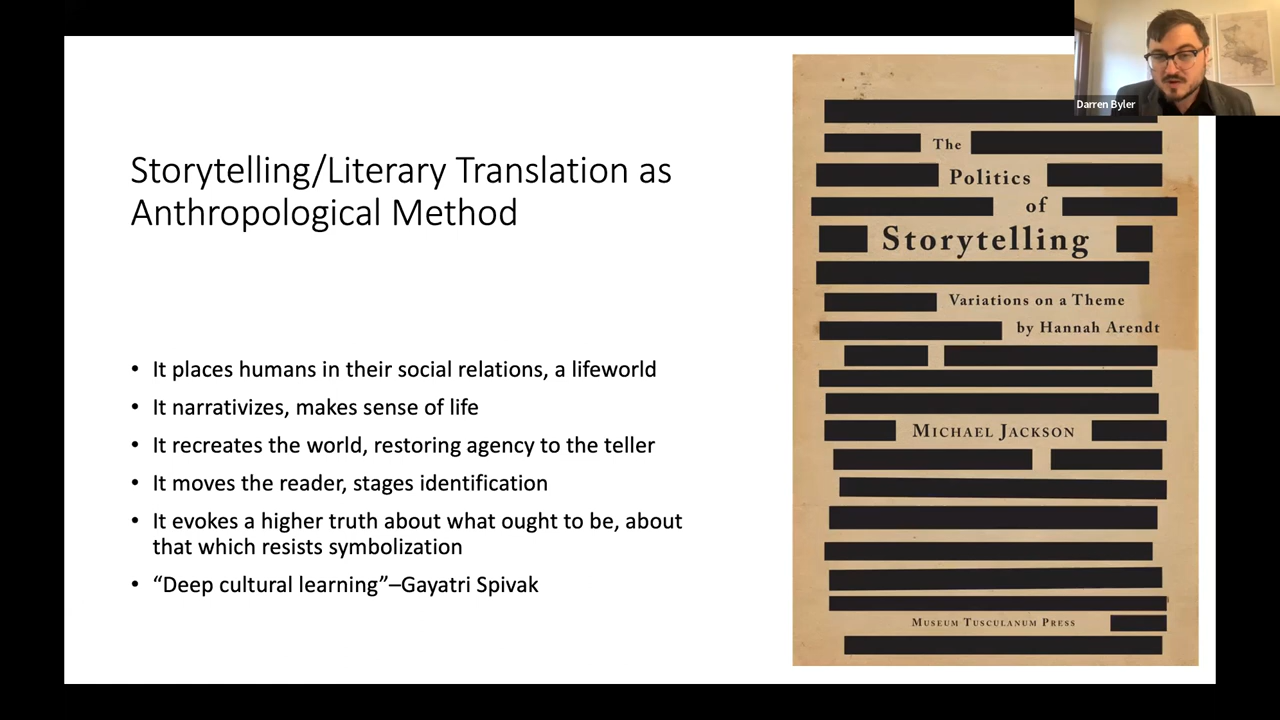 Darren Byler
Storytelling/Literary Translation as
Anthropological Method
• It places humans in their social relations, a lifeworld
• It narrativizes, makes sense of life
• It recreates the world, restoring agency to the teller
• It moves the reader, stages identification
• It evokes a higher truth about what ought to be, about
that which resists symbolization
• “Deep cultural learning”–Gayatri Spivak
The
Politics
of
Storytelling
Variations on a Theme
by Hannah Arendt
Michael Jackson
Museum Tusculanum Press